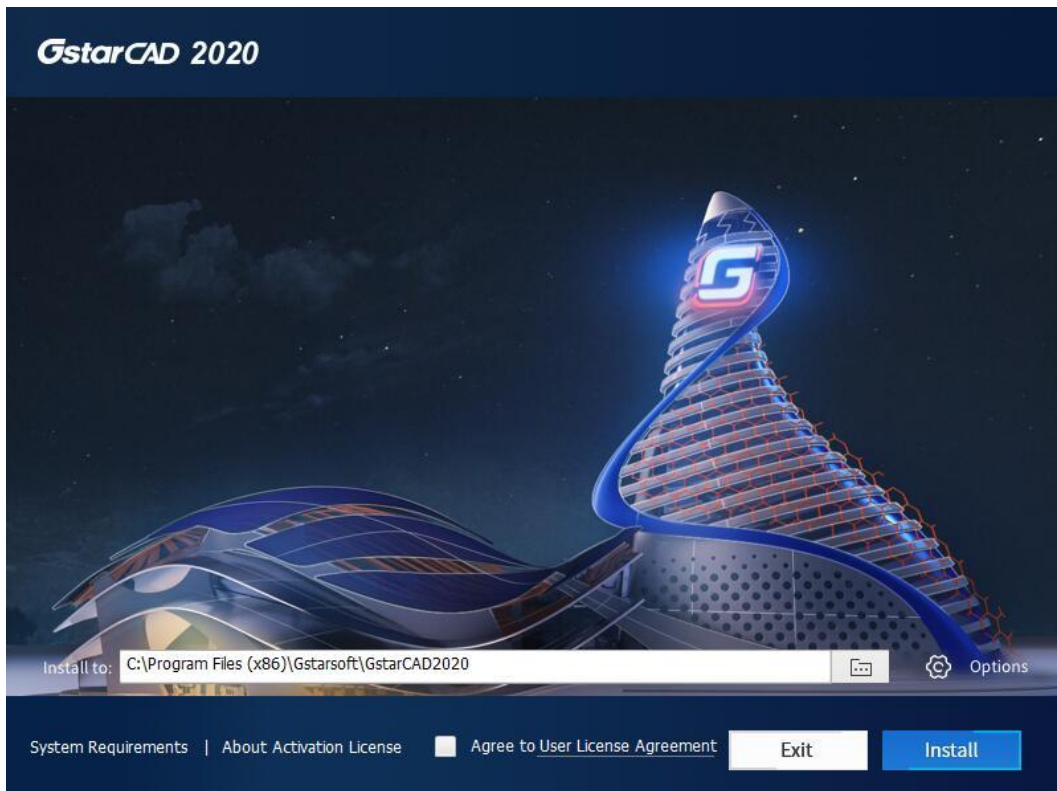 GstarCAD 2020
G
Install to: C:\Program Files (x86)\Gstarsoft\GstarCAD2020 ... Options
System Requirements | About Activation License Agree to User License Agreement Exit Install